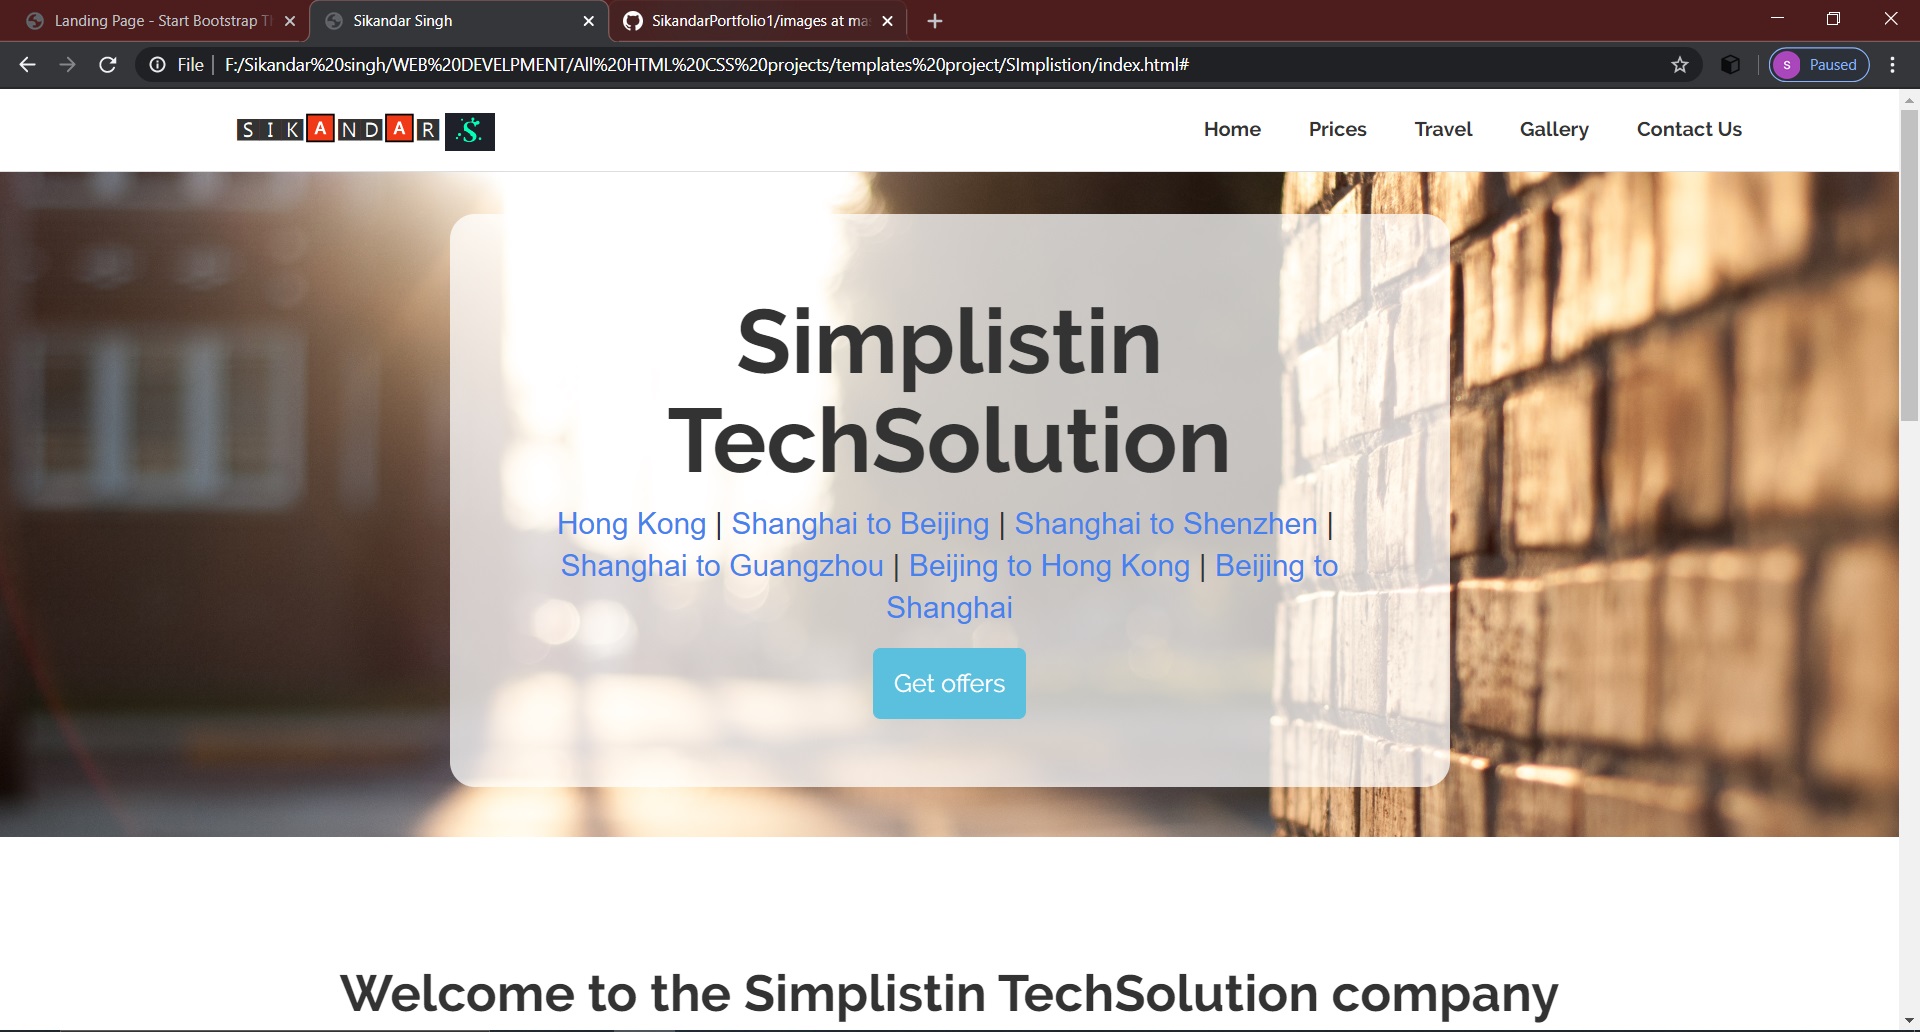 Landing Page - Start Bootstrap
Sikandar Singh
SikandarPortfolio1/images at
File
F:/Sikandar%20singh/WEB%20DEVELPMENT/All%20HTML%20CSS%20projects/templates%20project/SImplistion/index.html#
S
Paused
SIKANDAR
S
Home
Prices
Travel
Gallery
Contact Us
Simplistin
TechSolution
Hong Kong | Shanghai to Beijing | Shanghai to Shenzhen |
Shanghai to Guangzhou | Beijing to Hong Kong | Beijing to
Shanghai
Get offers
Welcome to the Simplistin TechSolution company